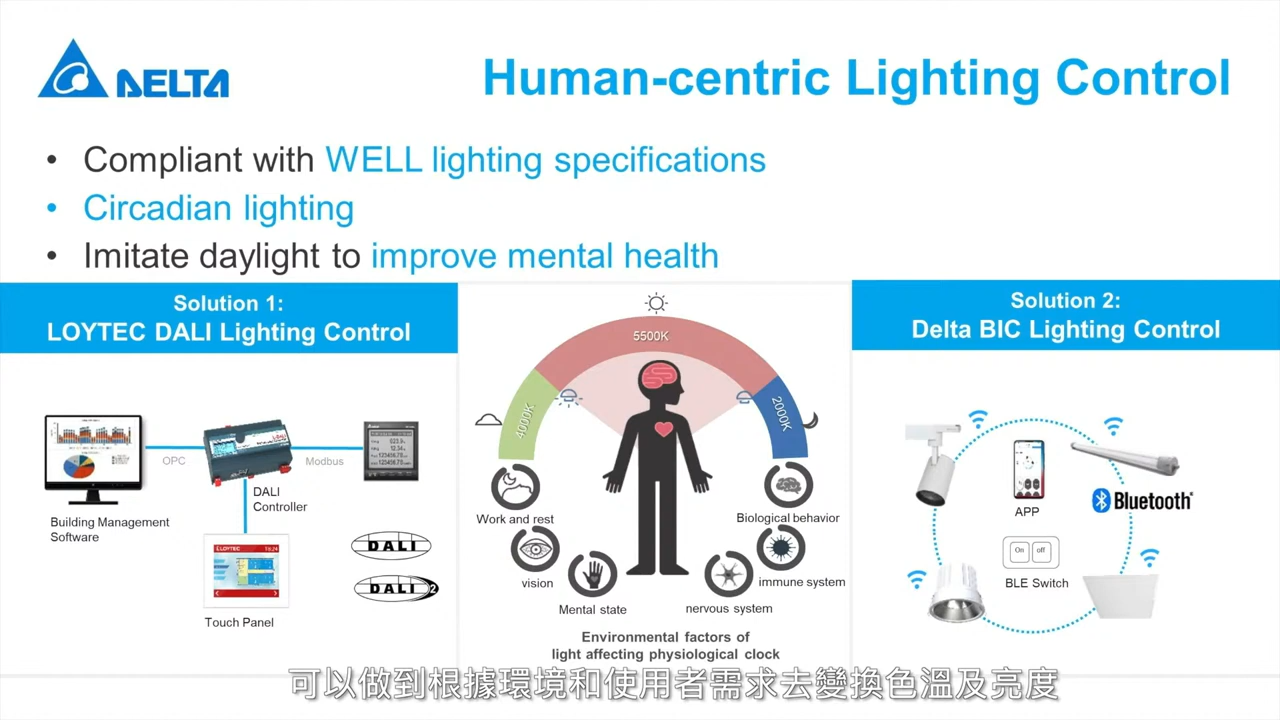 DELTA
Human-centric Lighting Control
• Compliant with WELL lighting specifications
• Circadian lighting
• Imitate daylight to improve mental health
Solution 1:
LOYTEC DALI Lighting Control
OPC
Modbus
DALI
Controller
Building Management
Software
LOYTEC
Touch Panel
DALI
DALI 2
5500K
4000K
2000K
Work and rest
Biological behavior
vision
immune system
Mental state
nervous system
Environmental factors of
light affecting physiological clock
Solution 2:
Delta BIC Lighting Control
APP
Bluetooth
On off
BLE Switch
可以做到根據環境和使用者需求去變換色溫及亮度